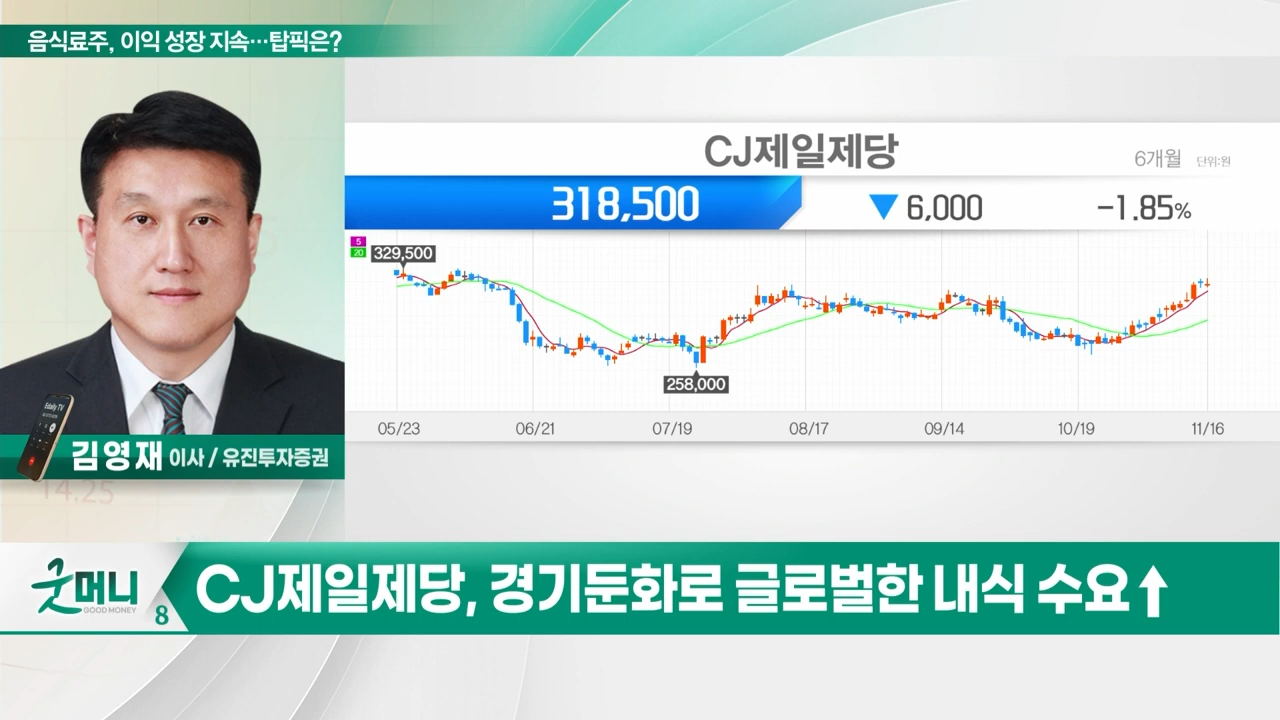 음식료주, 이익 성장 지속…탑픽은?
CJ제일제당
6개월 단위:원
318,500 ▼ 6,000 -1.85%
5
20
329,500
258,000
05/23 06/21 07/19 08/17 09/14 10/19 11/16
Edaily TV
김영재 이사 / 유진투자증권
14.25
굿머니
GOOD MONEY
8
CJ제일제당, 경기둔화로 글로벌한 내식 수요↑